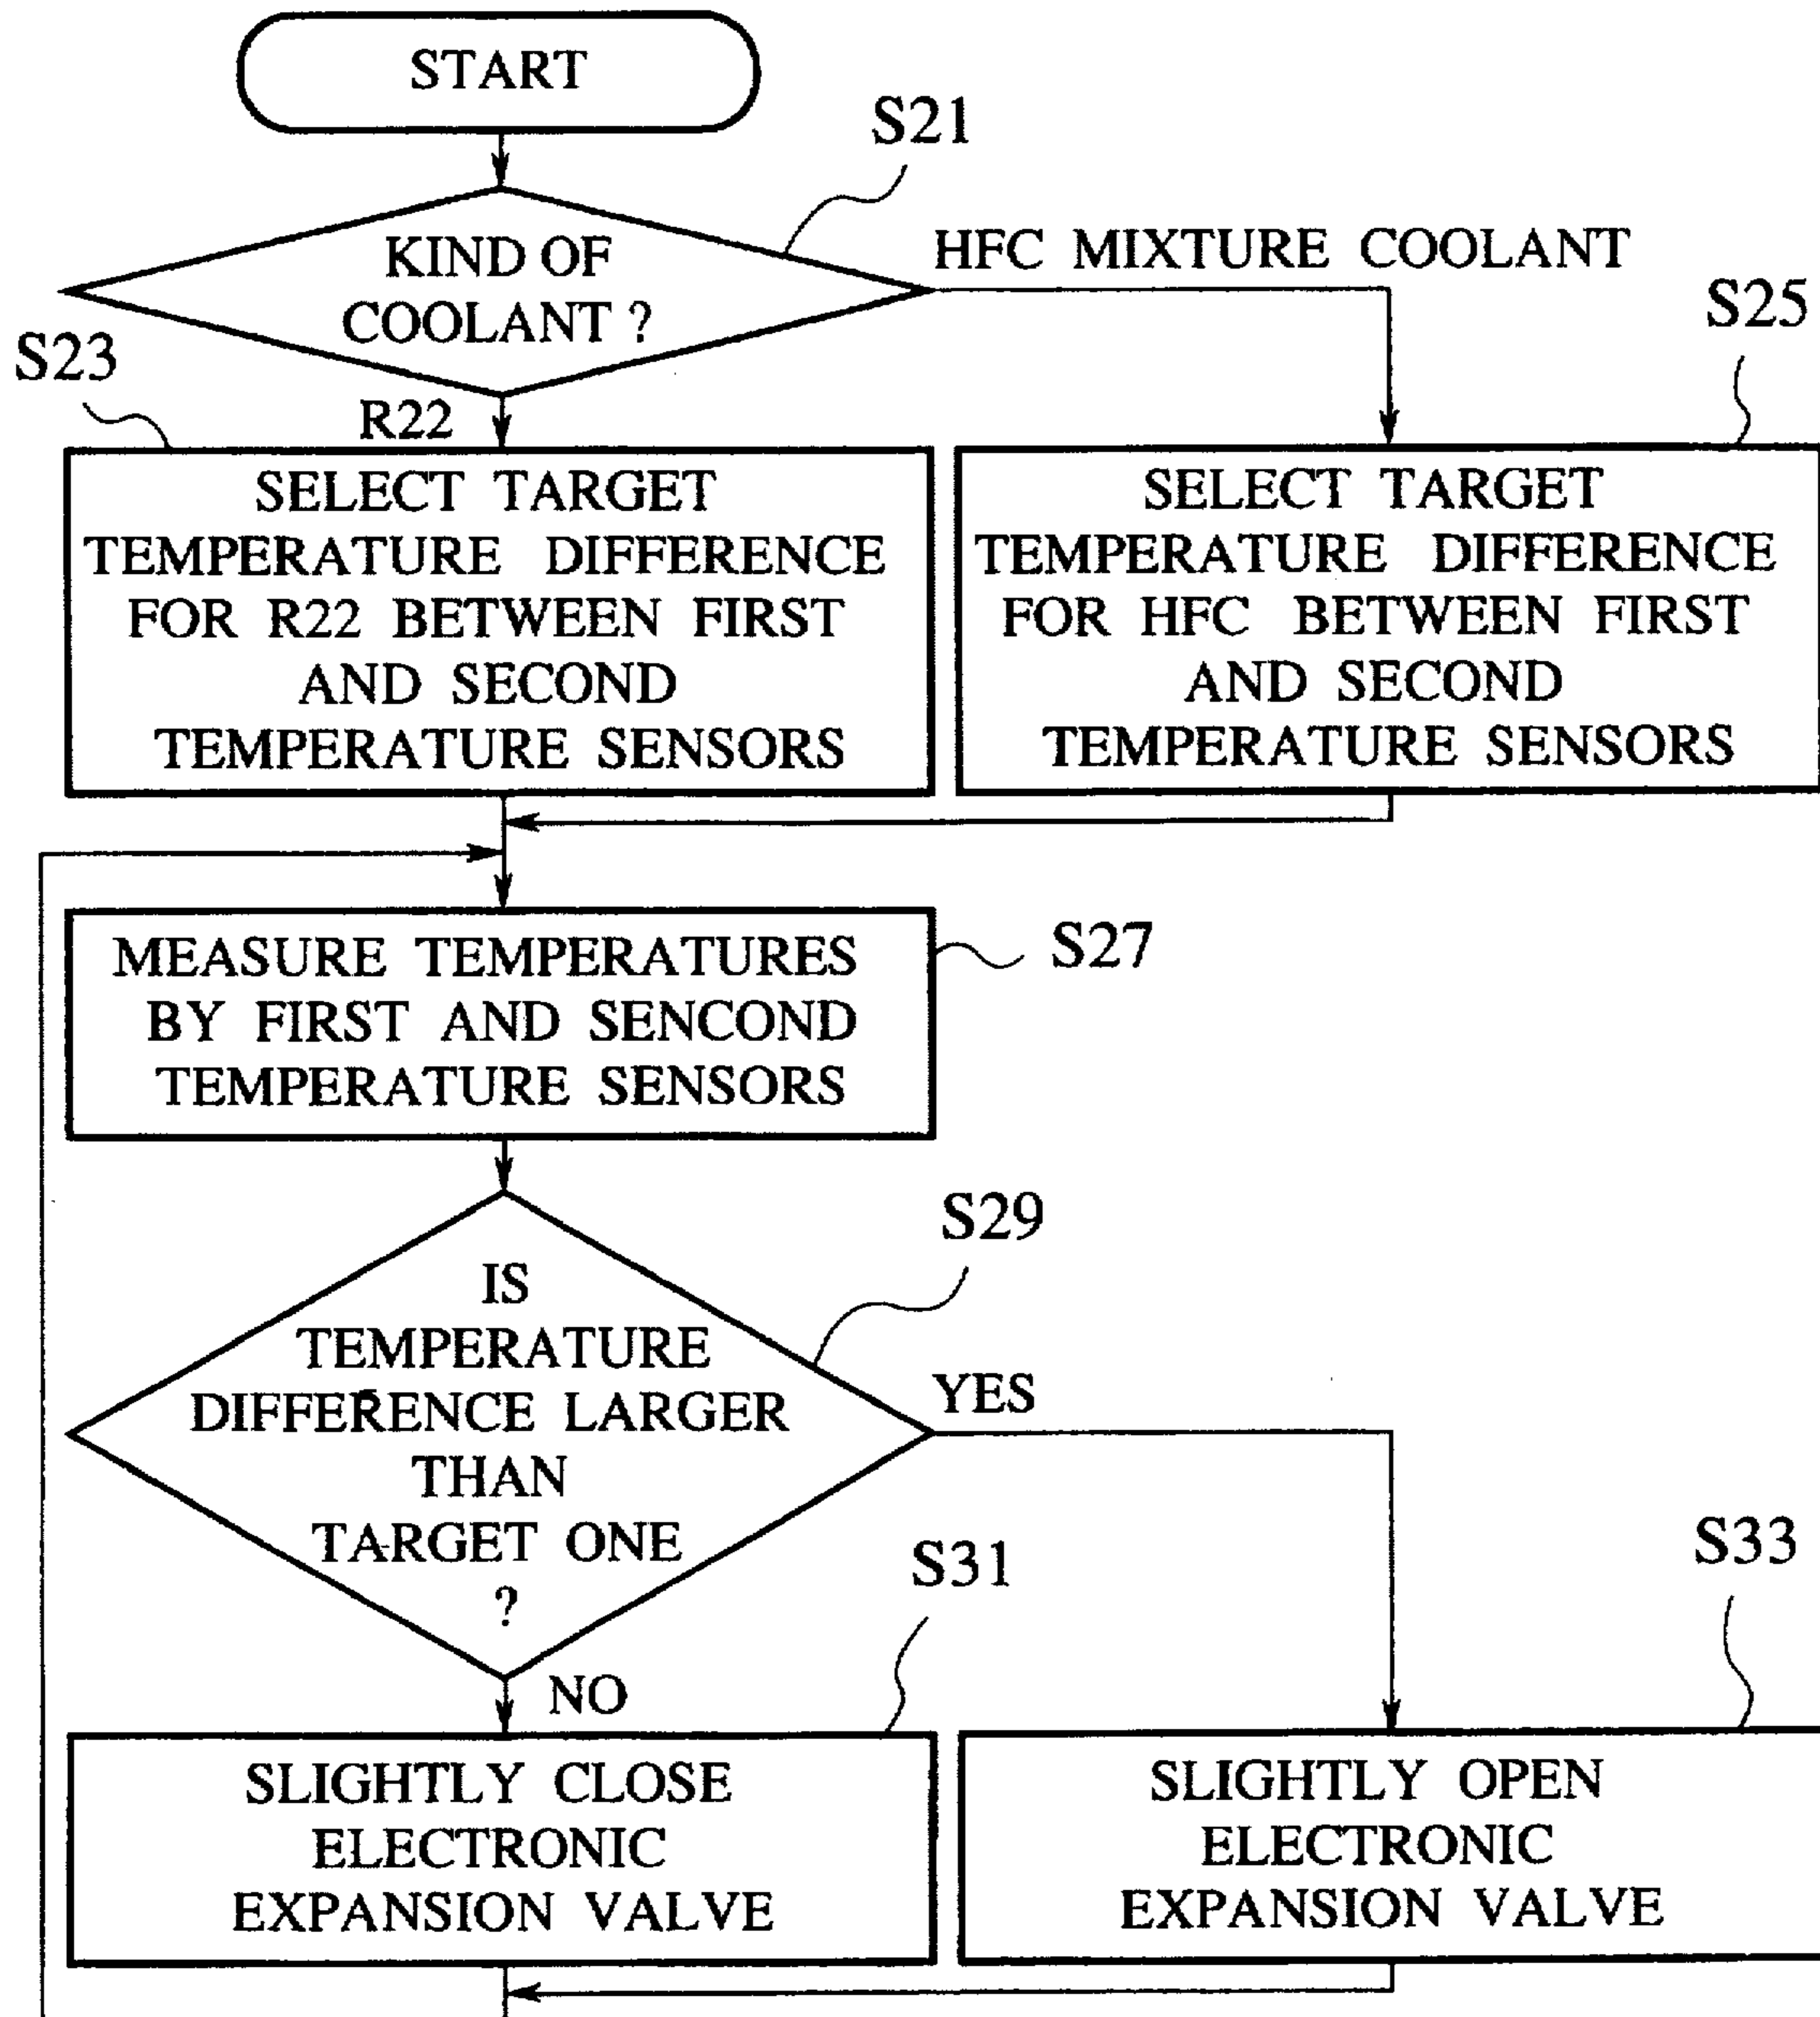 START
S21
KIND OF
COOLANT ?
HFC MIXTURE COOLANT
S23
R22
S25
SELECT TARGET
TEMPERATURE DIFFERENCE
FOR R22 BETWEEN FIRST
AND SECOND
TEMPERATURE SENSORS
SELECT TARGET
TEMPERATURE DIFFERENCE
FOR HFC BETWEEN FIRST
AND SECOND
TEMPERATURE SENSORS
MEASURE TEMPERATURES
BY FIRST AND SENCOND
TEMPERATURE SENSORS
S27
S29
IS
TEMPERATURE
DIFFERENCE LARGER
THAN
TARGET ONE
?
YES
NO
S31
S33
SLIGHTLY CLOSE
ELECTRONIC
EXPANSION VALVE
SLIGHTLY OPEN
ELECTRONIC
EXPANSION VALVE